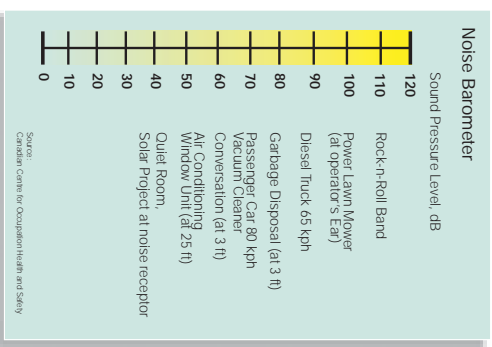 Noise Barometer
Sound Pressure Level, dB
120
110
100
90
80
70
60
50
40
30
20
10
0
Rock-n-Roll Band
Power Lawn Mower
(at operator's Ear)
Diesel Truck 65 kph
Garbage Disposal (at 3 ft)
Passenger Car 80 kph
Vacuum Cleaner
Conversation (at 3 ft)
Air Conditioning
Window Unit (at 25 ft)
Quiet Room,
Solar Project at noise receptor
Source:
Canadian Centre for Occupation Health and Safety